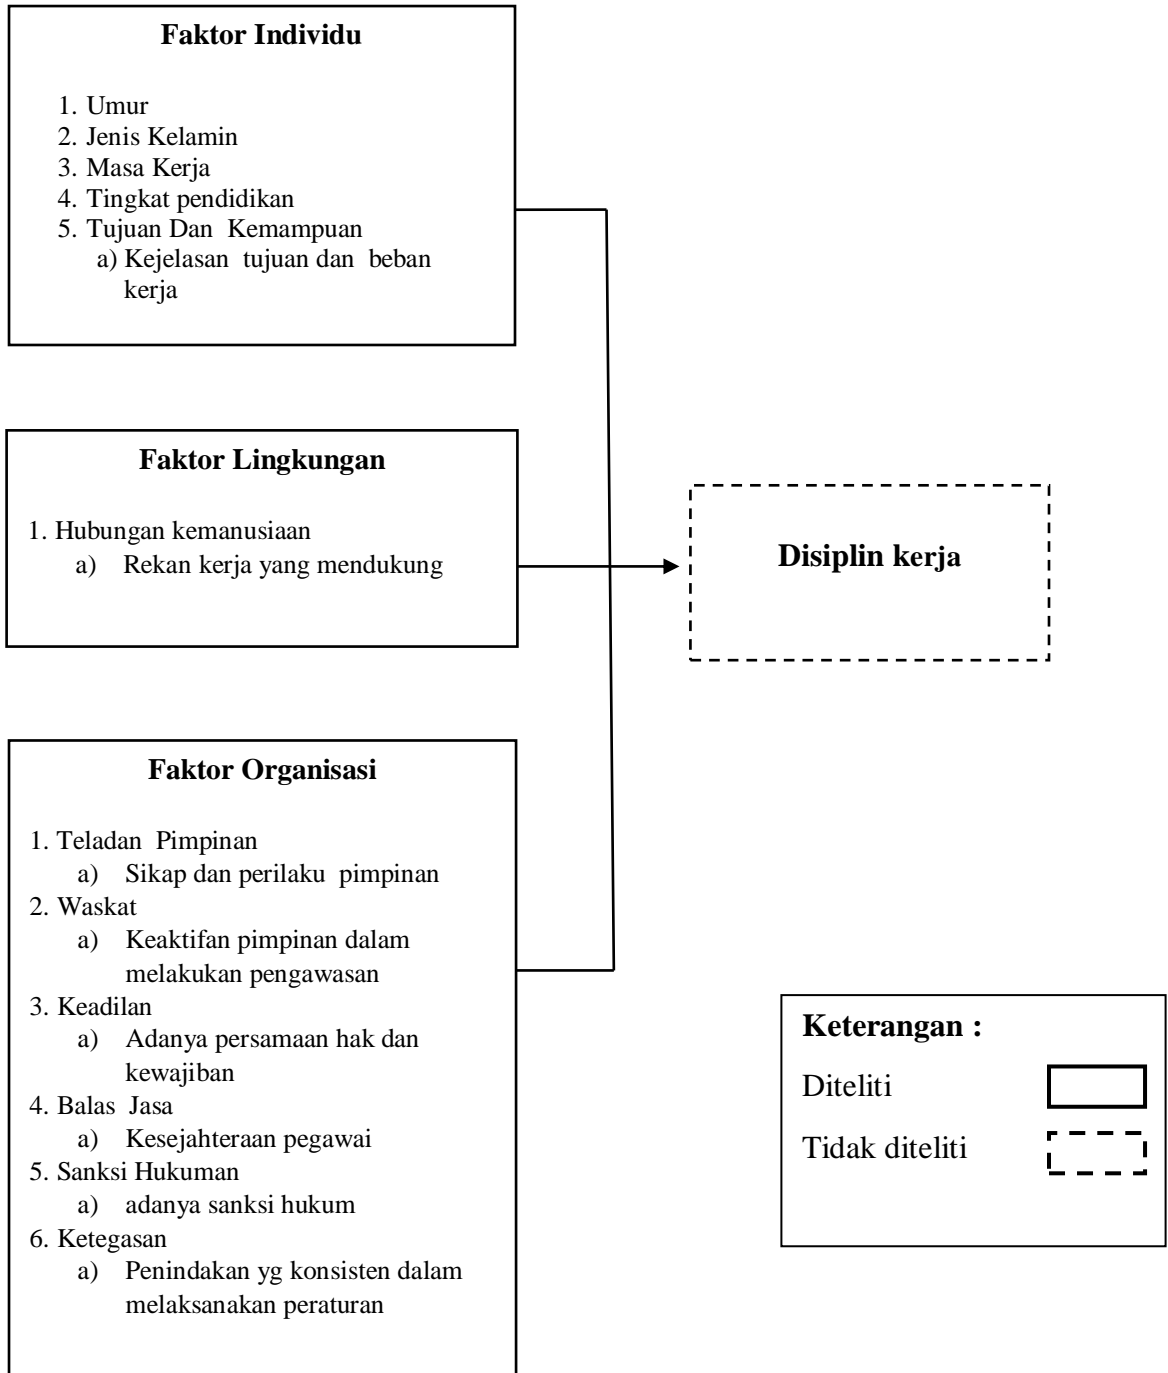 Faktor Individu
1. Umur
2. Jenis Kelamin
3. Masa Kerja
4. Tingkat pendidikan
5. Tujuan Dan Kemampuan
a) Kejelasan tujuan dan beban
kerja
Faktor Lingkungan
1. Hubungan kemanusiaan
a) Rekan kerja yang mendukung
Disiplin kerja
Faktor Organisasi
1. Teladan Pimpinan
a) Sikap dan perilaku pimpinan
2. Waskat
a) Keaktifan pimpinan dalam
melakukan pengawasan
3. Keadilan
a) Adanya persamaan hak dan
kewajiban
4. Balas Jasa
a) Kesejahteraan pegawai
5. Sanksi Hukuman
a) adanya sanksi hukum
6. Ketegasan
a) Penindakan yg konsisten dalam
melaksanakan peraturan
Keterangan :
Diteliti
Tidak diteliti